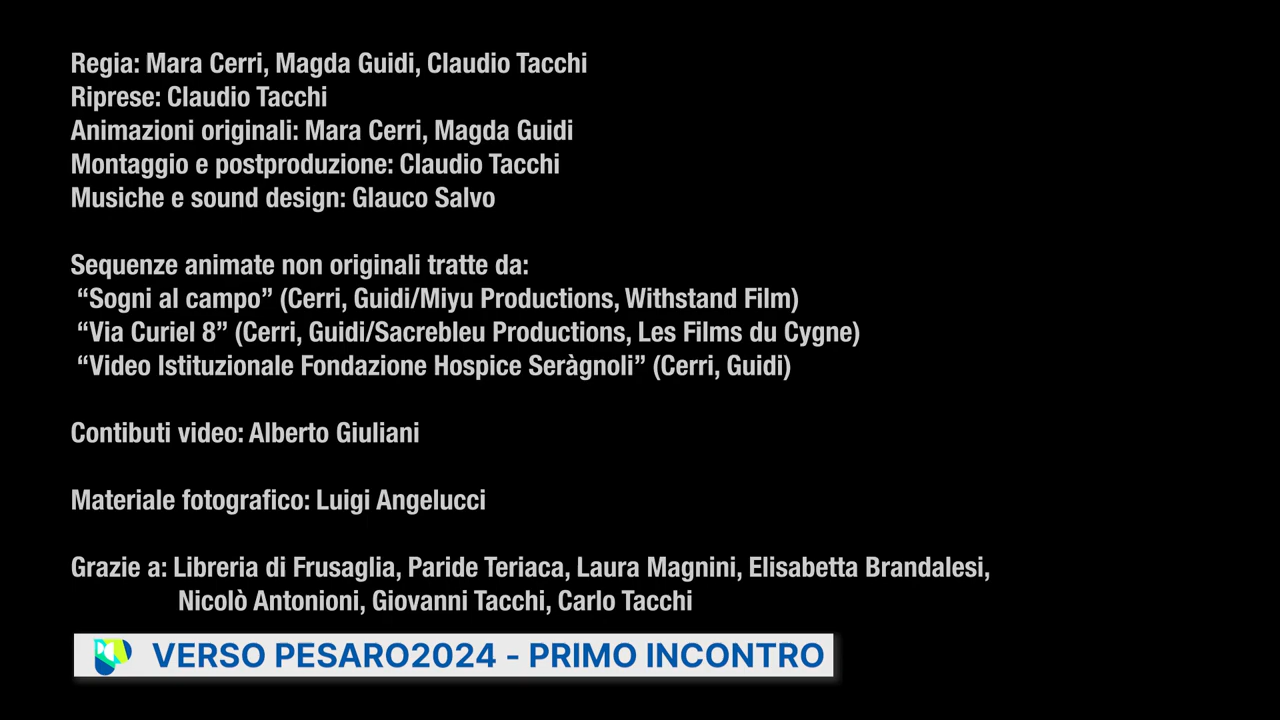 Regia: Mara Cerri, Magda Guidi, Claudio Tacchi
Riprese: Claudio Tacchi
Animazioni originali: Mara Cerri, Magda Guidi
Montaggio e postproduzione: Claudio Tacchi
Musiche e sound design: Glauco Salvo
Sequenze animate non originali tratte da:
“Sogni al campo” (Cerri, Guidi/Miyu Productions, Withstand Film)
“Via Curiel 8” (Cerri, Guidi/Sacrebleu Productions, Les Films du Cygne)
“Video Istituzionale Fondazione Hospice Seràgnoli” (Cerri, Guidi)
Contibuti video: Alberto Giuliani
Materiale fotografico: Luigi Angelucci
Grazie a: Libreria di Frusaglia, Paride Teriaca, Laura Magnini, Elisabetta Brandalesi,
Nicolò Antonioni, Giovanni Tacchi, Carlo Tacchi
VERSO PESARO2024 - PRIMO INCONTRO